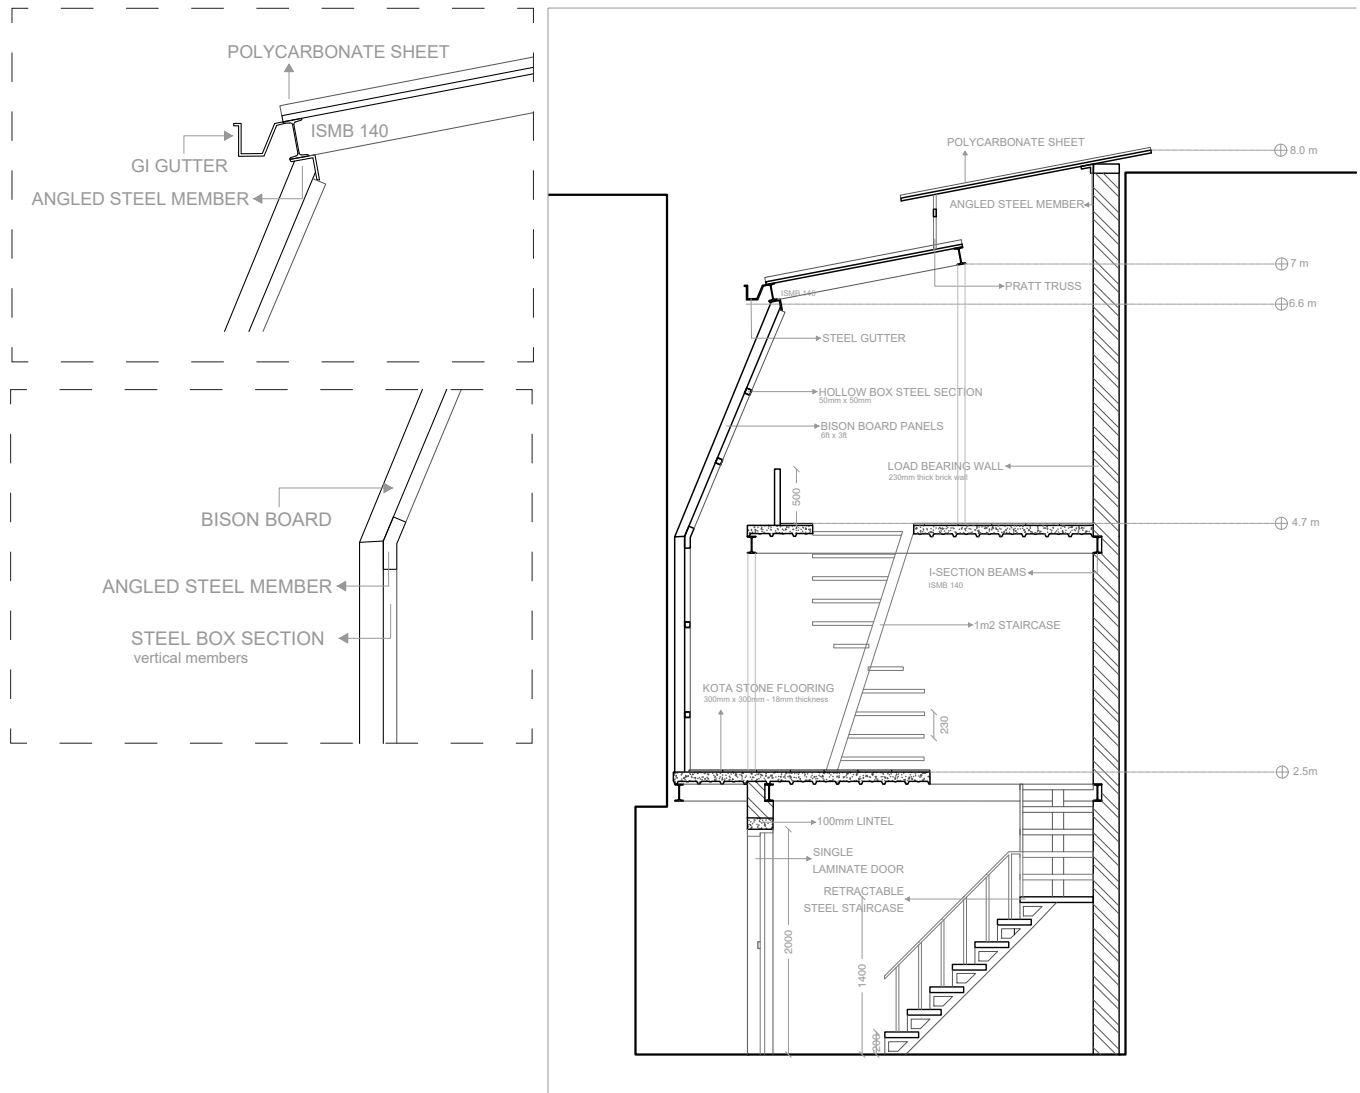 POLYCARBONATE SHEET
ISMB 140
GI GUTTER
ANGLED STEEL MEMBER
BISON BOARD
ANGLED STEEL MEMBER
STEEL BOX SECTION
vertical members
POLYCARBONATE SHEET
8.0 m
ANGLED STEEL MEMBER
7 m
PRATT TRUSS
ISMB 140
6.6 m
STEEL GUTTER
HOLLOW BOX STEEL SECTION
50mm x 50mm
BISON BOARD PANELS
6ft x 3ft
LOAD BEARING WALL
230mm thick brick wall
500
4.7 m
I-SECTION BEAMS
ISMB 140
1m2 STAIRCASE
KOTA STONE FLOORING
300mm x 300mm - 18mm thickness
230
2.5m
100mm LINTEL
SINGLE
LAMINATE DOOR
RETRACTABLE
STEEL STAIRCASE
2000
1400
200